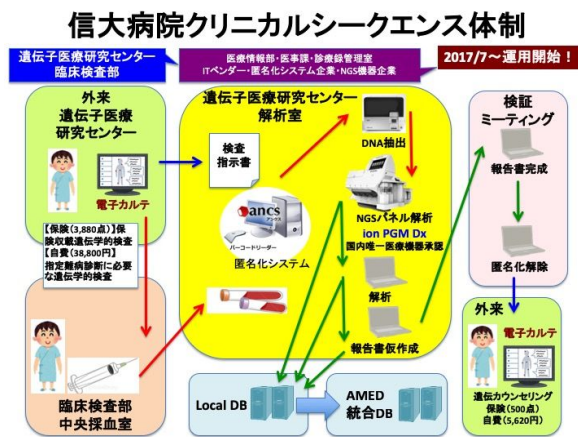 信大病院クリニカルシークエンス体制
遺伝子医療研究センター
臨床検査部
医療情報部・医事課・診療録管理室
ITベンダー・匿名化システム企業・NGS機器企業
2017/7～運用開始！
外来
遺伝子医療
研究センター
電子カルテ
【保険(3,880点)】保
険収載遺伝学的検査
【自費(38,800円】
指定難病診断に必要
な遺伝学的検査
臨床検査部
中央採血室
遺伝子医療研究センター
解析室
検査
指示書
ancs
アンクス
バーコードリーダー
匿名化システム
DNA抽出
NGSパネル解析
ion PGM Dx
国内唯一医療機器承認
解析
報告書仮作成
Local DB
AMED
統合DB
検証
ミーティング
報告書完成
匿名化解除
外来
電子カルテ
遺伝カウンセリング
保険(500点)
自費(5,620円)